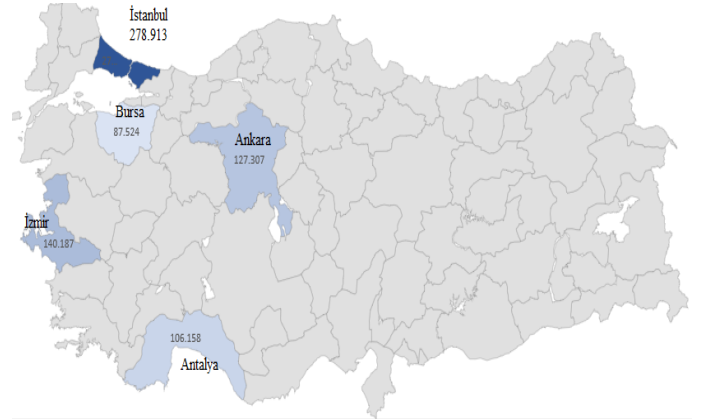 İstanbul
278.913
Bursa
87.524
Ankara
127.307
İzmir
140.187
106.158
Antalya